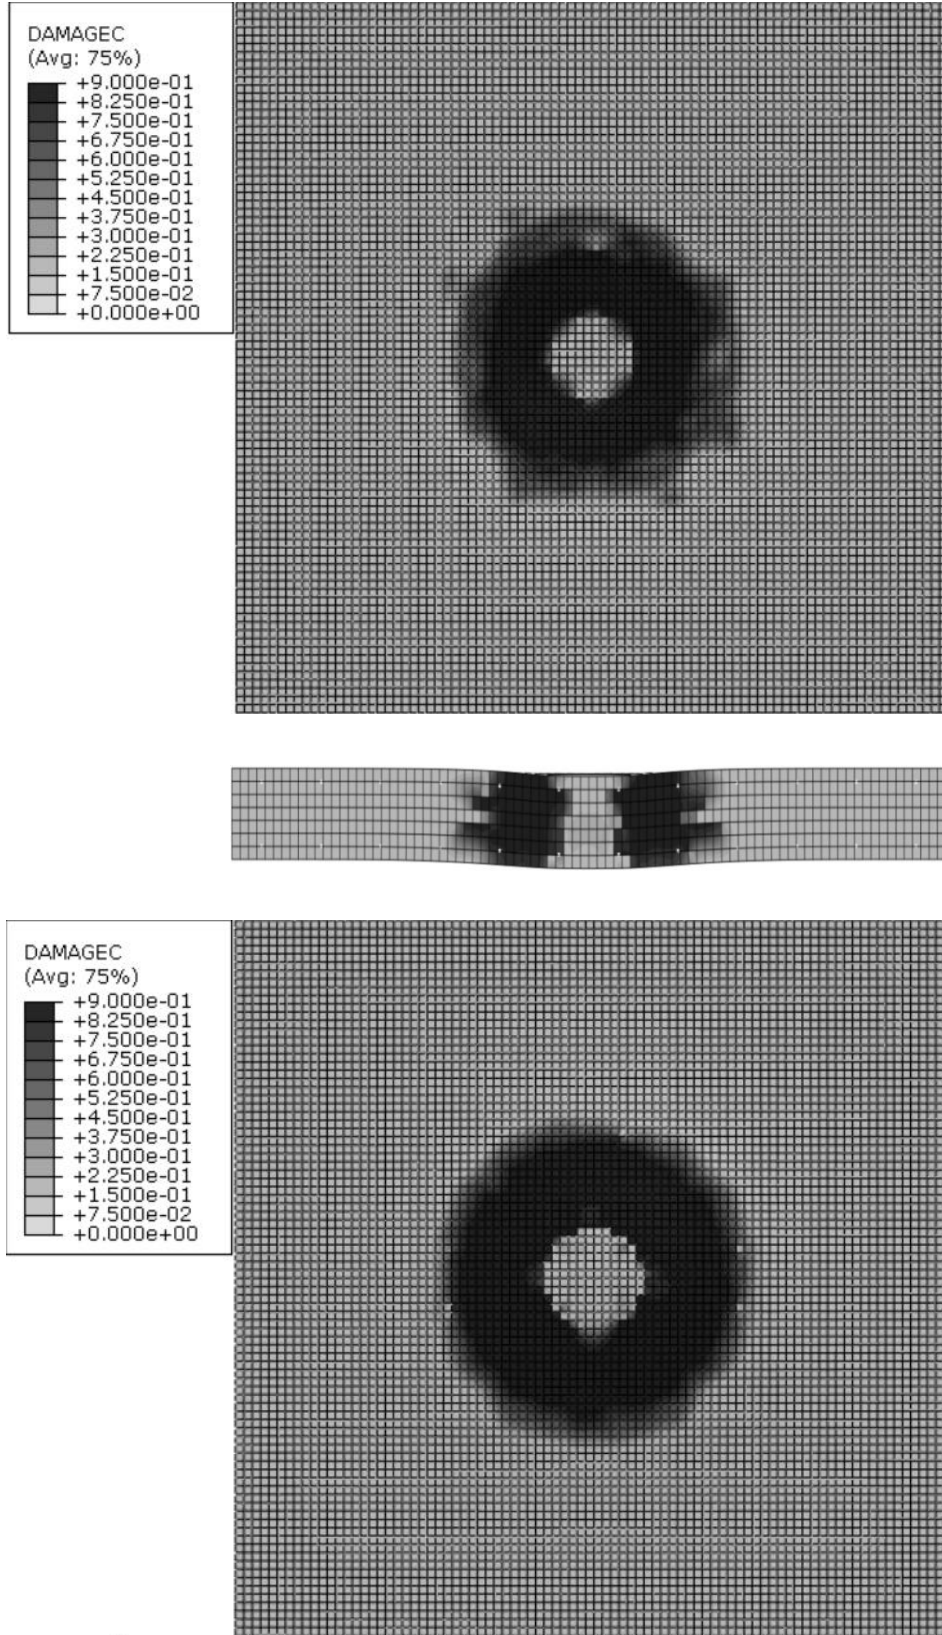 DAMAGEC
(Avg: 75%)
+9.000e-01
+8.250e-01
+7.500e-01
+6.750e-01
+6.000e-01
+5.250e-01
+4.500e-01
+3.750e-01
+3.000e-01
+2.250e-01
+1.500e-01
+7.500e-02
+0.000e+00
DAMAGEC
(Avg: 75%)
+9.000e-01
+8.250e-01
+7.500e-01
+6.750e-01
+6.000e-01
+5.250e-01
+4.500e-01
+3.750e-01
+3.000e-01
+2.250e-01
+1.500e-01
+7.500e-02
+0.000e+00